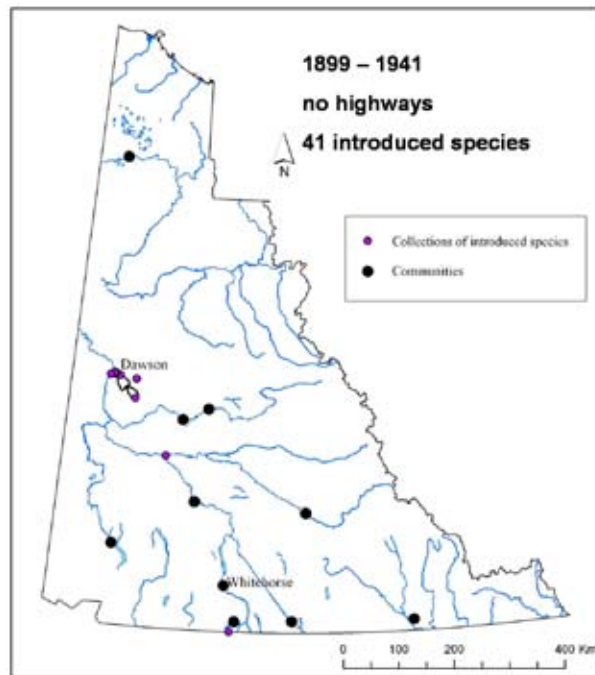 1899 – 1941
no highways
41 introduced species
N
Collections of introduced species
Communities
Dawson
Whitehorse
0 100 200 400 Km